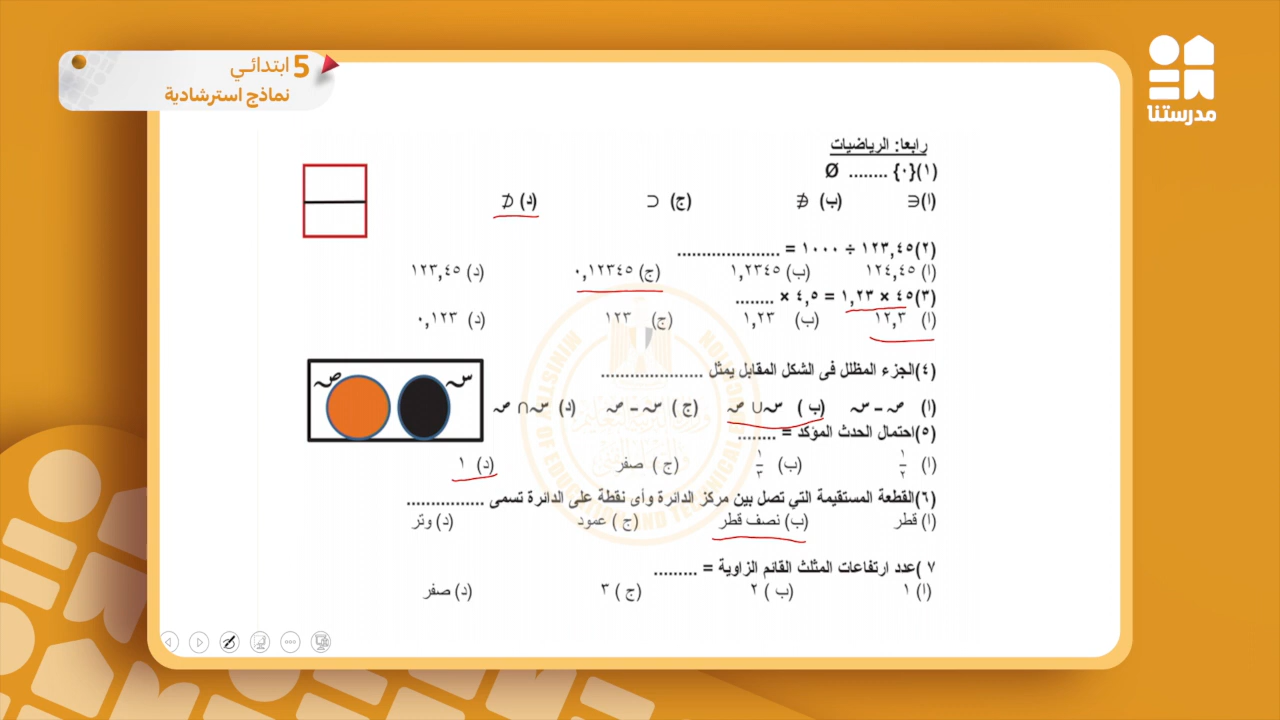 5 ابتدائي
نماذج استرشادية
مدرستنا
رابعا: الرياضيات
(١) {٠} ........ Ø
(ا) ∈ (ب) ∉ (ج) ⊂ (د) ⊄
(٢) ١٢٣,٤٥ ÷ ١٠٠٠ = .....................
(ا) ١٢٤,٤٥ (ب) ١,٢٣٤٥ (ج) ٠,١٢٣٤٥ (د) ١٢٣,٤٥
(٣) ٤٥ × ١,٢٣ = ٤,٥ × ........
(ا) ١٢,٣ (ب) ١,٢٣ (ج) ١٢٣ (د) ٠,١٢٣
(٤) الجزء المظلل فى الشكل المقابل يمثل .....................
س ص
(ا) ص – س (ب) س ∪ ص (ج) س – ص (د) س ∩ ص
(٥) احتمال الحدث المؤكد = ........
(ا) ١/٢ (ب) ١/٣ (ج) صفر (د) ١
(٦) القطعة المستقيمة التي تصل بين مركز الدائرة وأى نقطة على الدائرة تسمى ................
(ا) قطر (ب) نصف قطر (ج) عمود (د) وتر
(٧) عدد ارتفاعات المثلث القائم الزاوية = .........
(ا) ١ (ب) ٢ (ج) ٣ (د) صفر